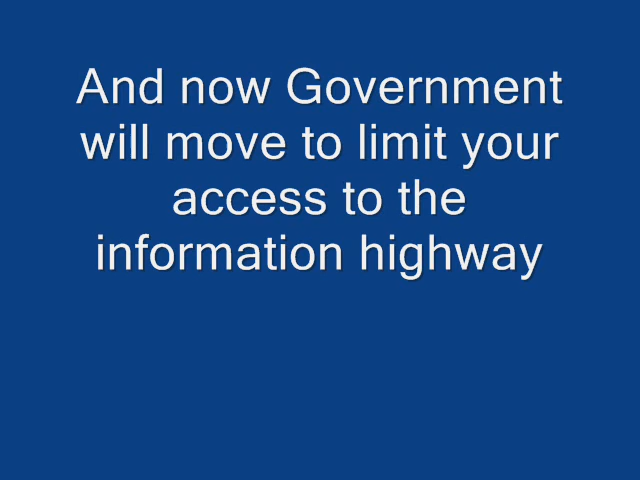 And now Government
will move to limit your
access to the
information highway